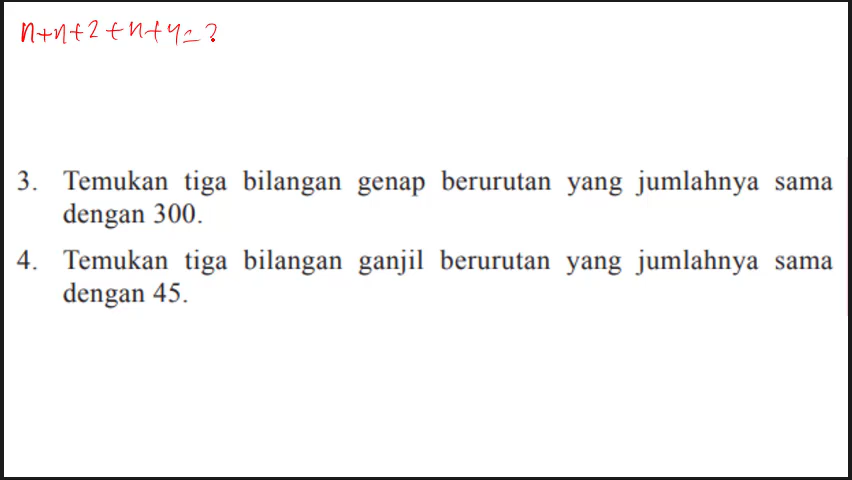 n+n+2+n+4=?
3. Temukan tiga bilangan genap berurutan yang jumlahnya sama
dengan 300.
4. Temukan tiga bilangan ganjil berurutan yang jumlahnya sama
dengan 45.